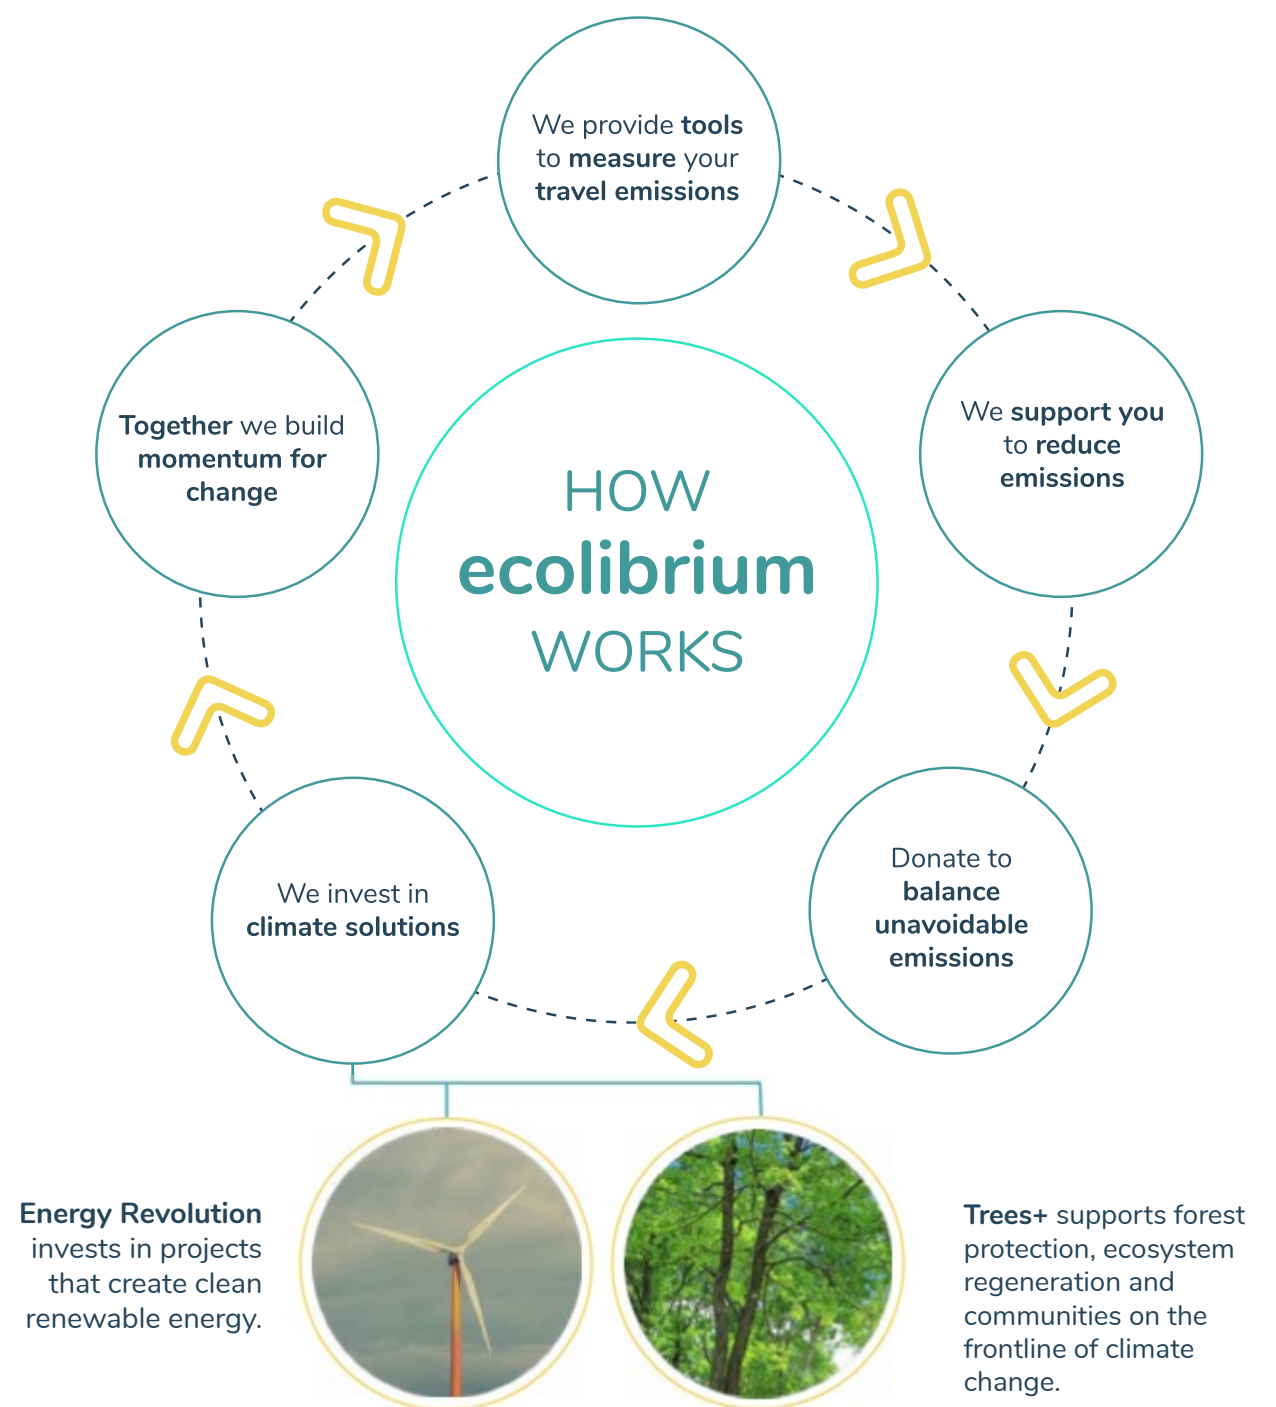 We provide tools
to measure your
travel emissions
We support you
to reduce
emissions
Donate to
balance
unavoidable
emissions
We invest in
climate solutions
Together we build
momentum for
change
HOW
ecolibrium
WORKS
Energy Revolution
invests in projects
that create clean
renewable energy.
Trees+ supports forest
protection, ecosystem
regeneration and
communities on the
frontline of climate
change.